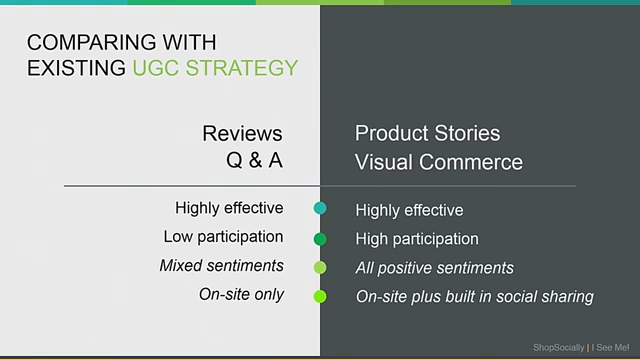 COMPARING WITH
EXISTING UGC STRATEGY
Reviews
Q & A
Product Stories
Visual Commerce
Highly effective
Highly effective
Low participation
High participation
Mixed sentiments
All positive sentiments
On-site only
On-site plus built in social sharing
ShopSocially | I See Me!